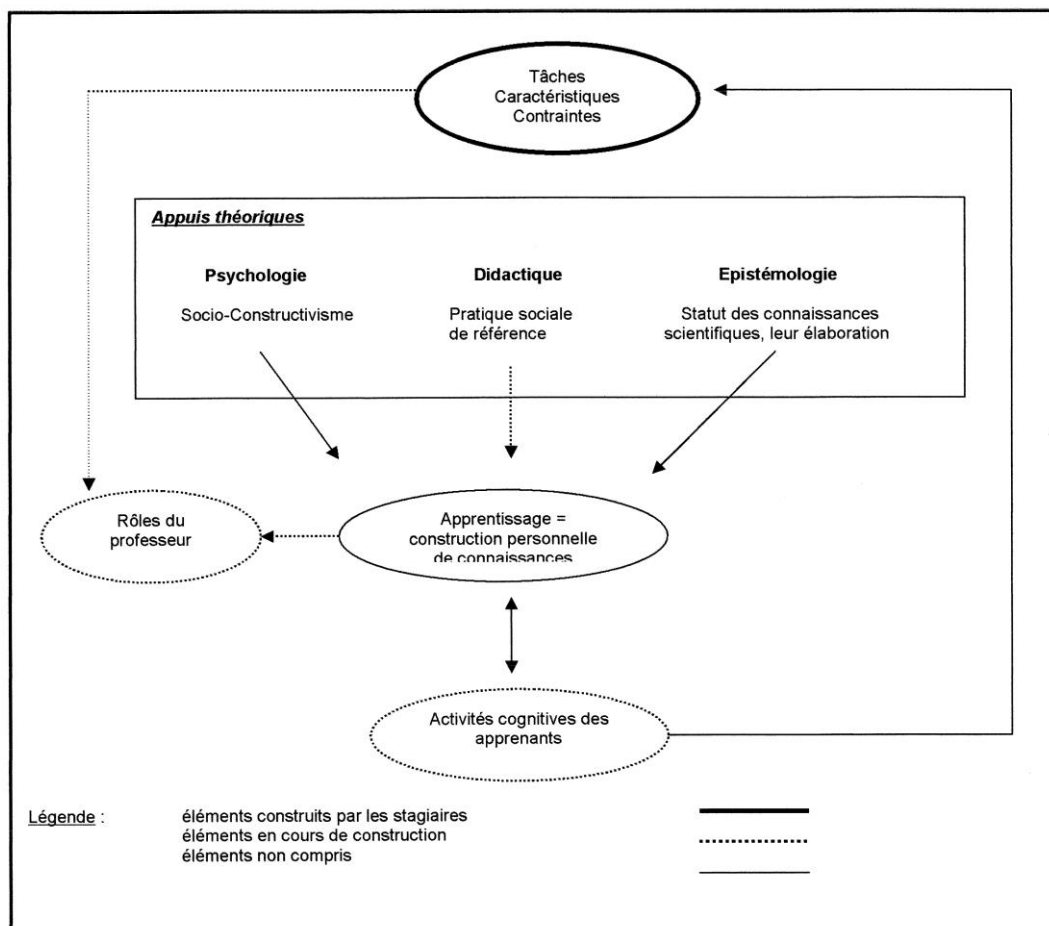 Tâches
Caractéristiques
Contraintes
Appuis théoriques
Psychologie
Didactique
Epistémologie
Socio-Constructivisme
Pratique sociale
de référence
Statut des connaissances
scientifiques, leur élaboration
Rôles du
professeur
Apprentissage =
construction personnelle
de connaissances
Activités cognitives des
apprenants
Légende :
éléments construits par les stagiaires
éléments en cours de construction
éléments non compris